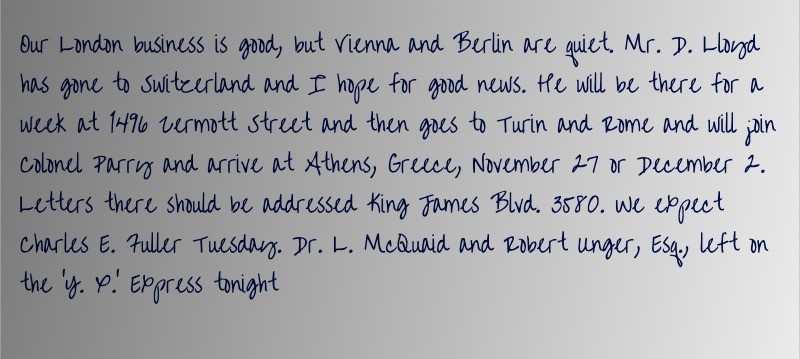 Our London business is good, but Vienna and Berlin are quiet. Mr. D. Lloyd
has gone to Switzerland and I hope for good news. He will be there for a
week at 1496 Zermott Street and then goes to Turin and Rome and will join
Colonel Parry and arrive at Athens, Greece, November 27 or December 2.
Letters there should be addressed King James Blvd. 3580. We expect
Charles E. Fuller Tuesday. Dr. L. McQuaid and Robert Unger, Esq., left on
the 'Y. X.' Express tonight